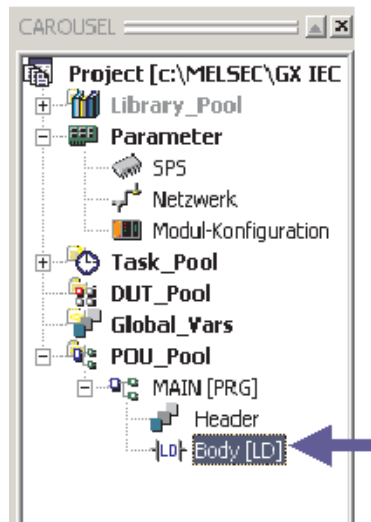 CAROUSEL
Project [c:\MELSEC\GX IEC
Library_Pool
Parameter
SPS
Netzwerk
Modul-Konfiguration
Task_Pool
DUT_Pool
Global_Vars
POU_Pool
MAIN [PRG]
Header
LD Body [LD]